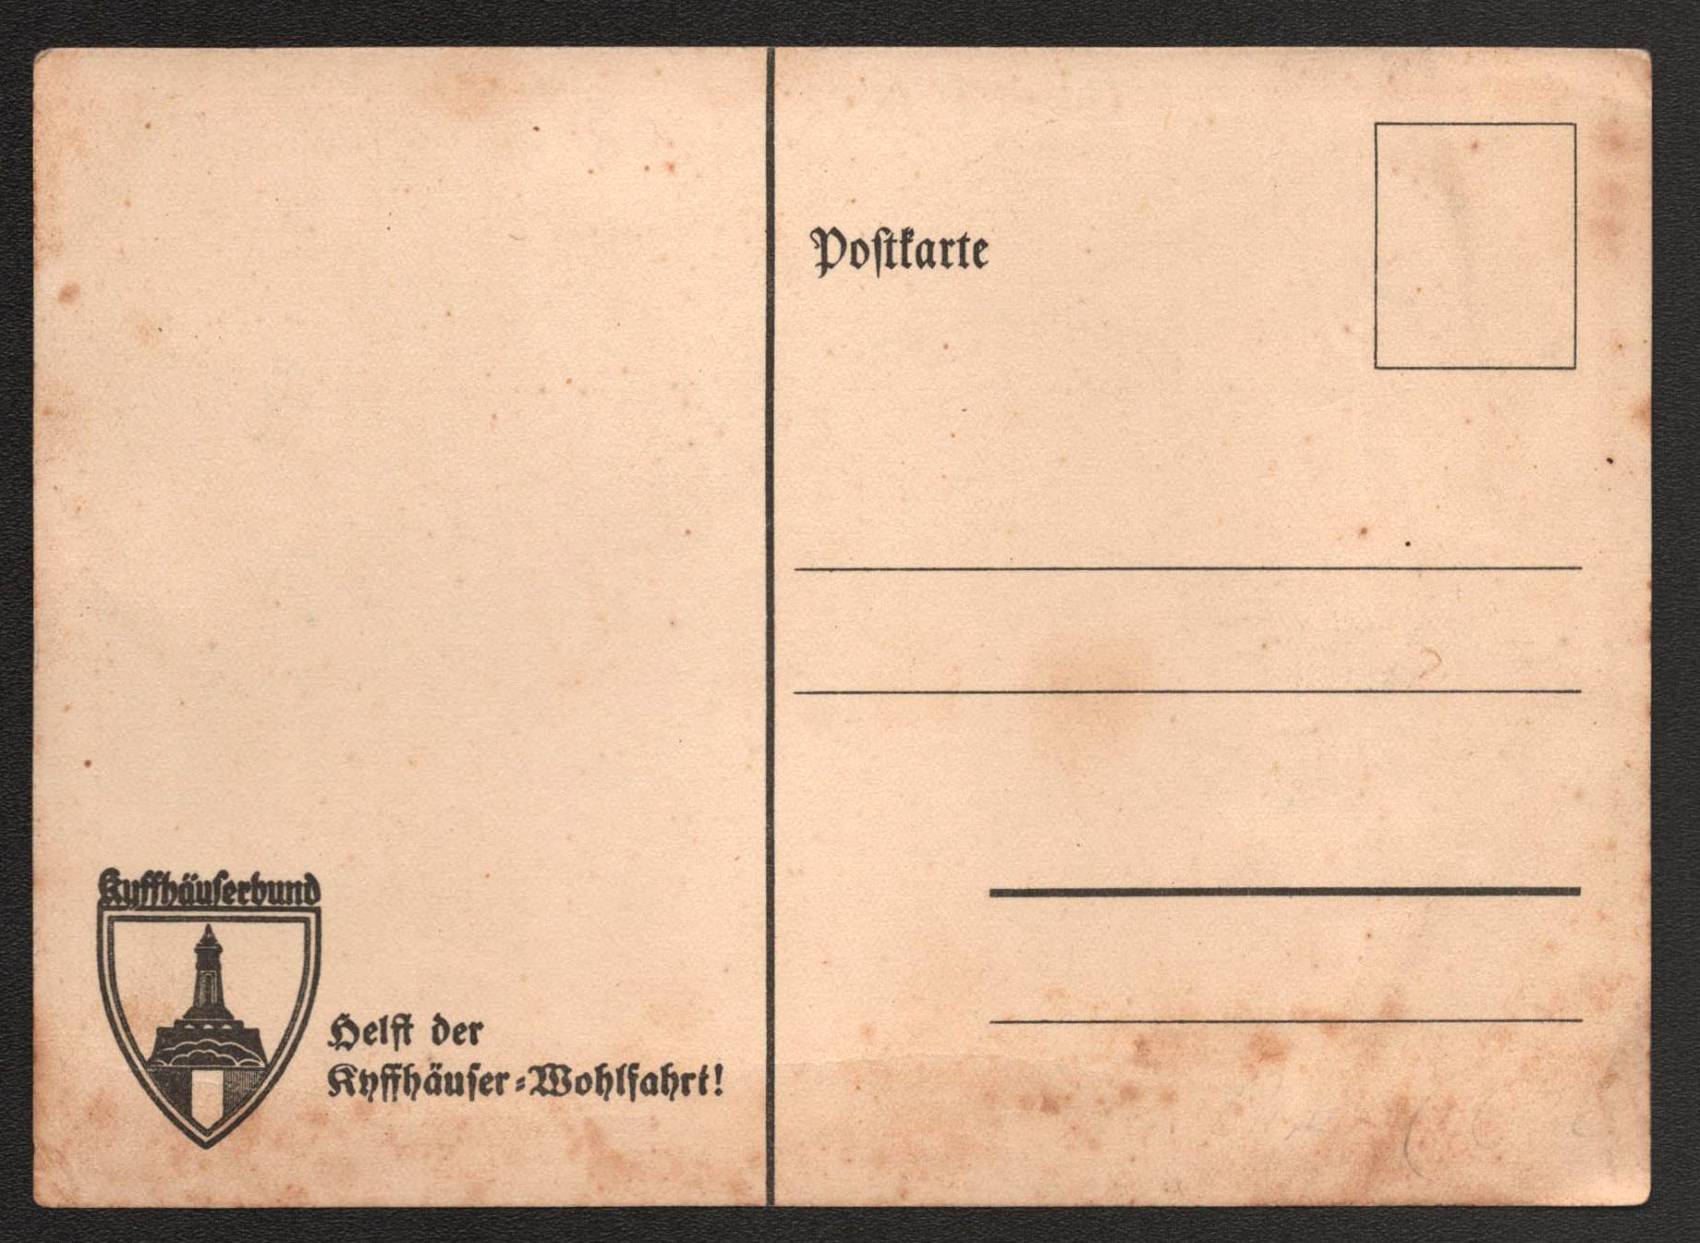 Poſtkarte
Kyffhäuſerbund
Helft der
Kyffhäuſer-Wohlfahrt!